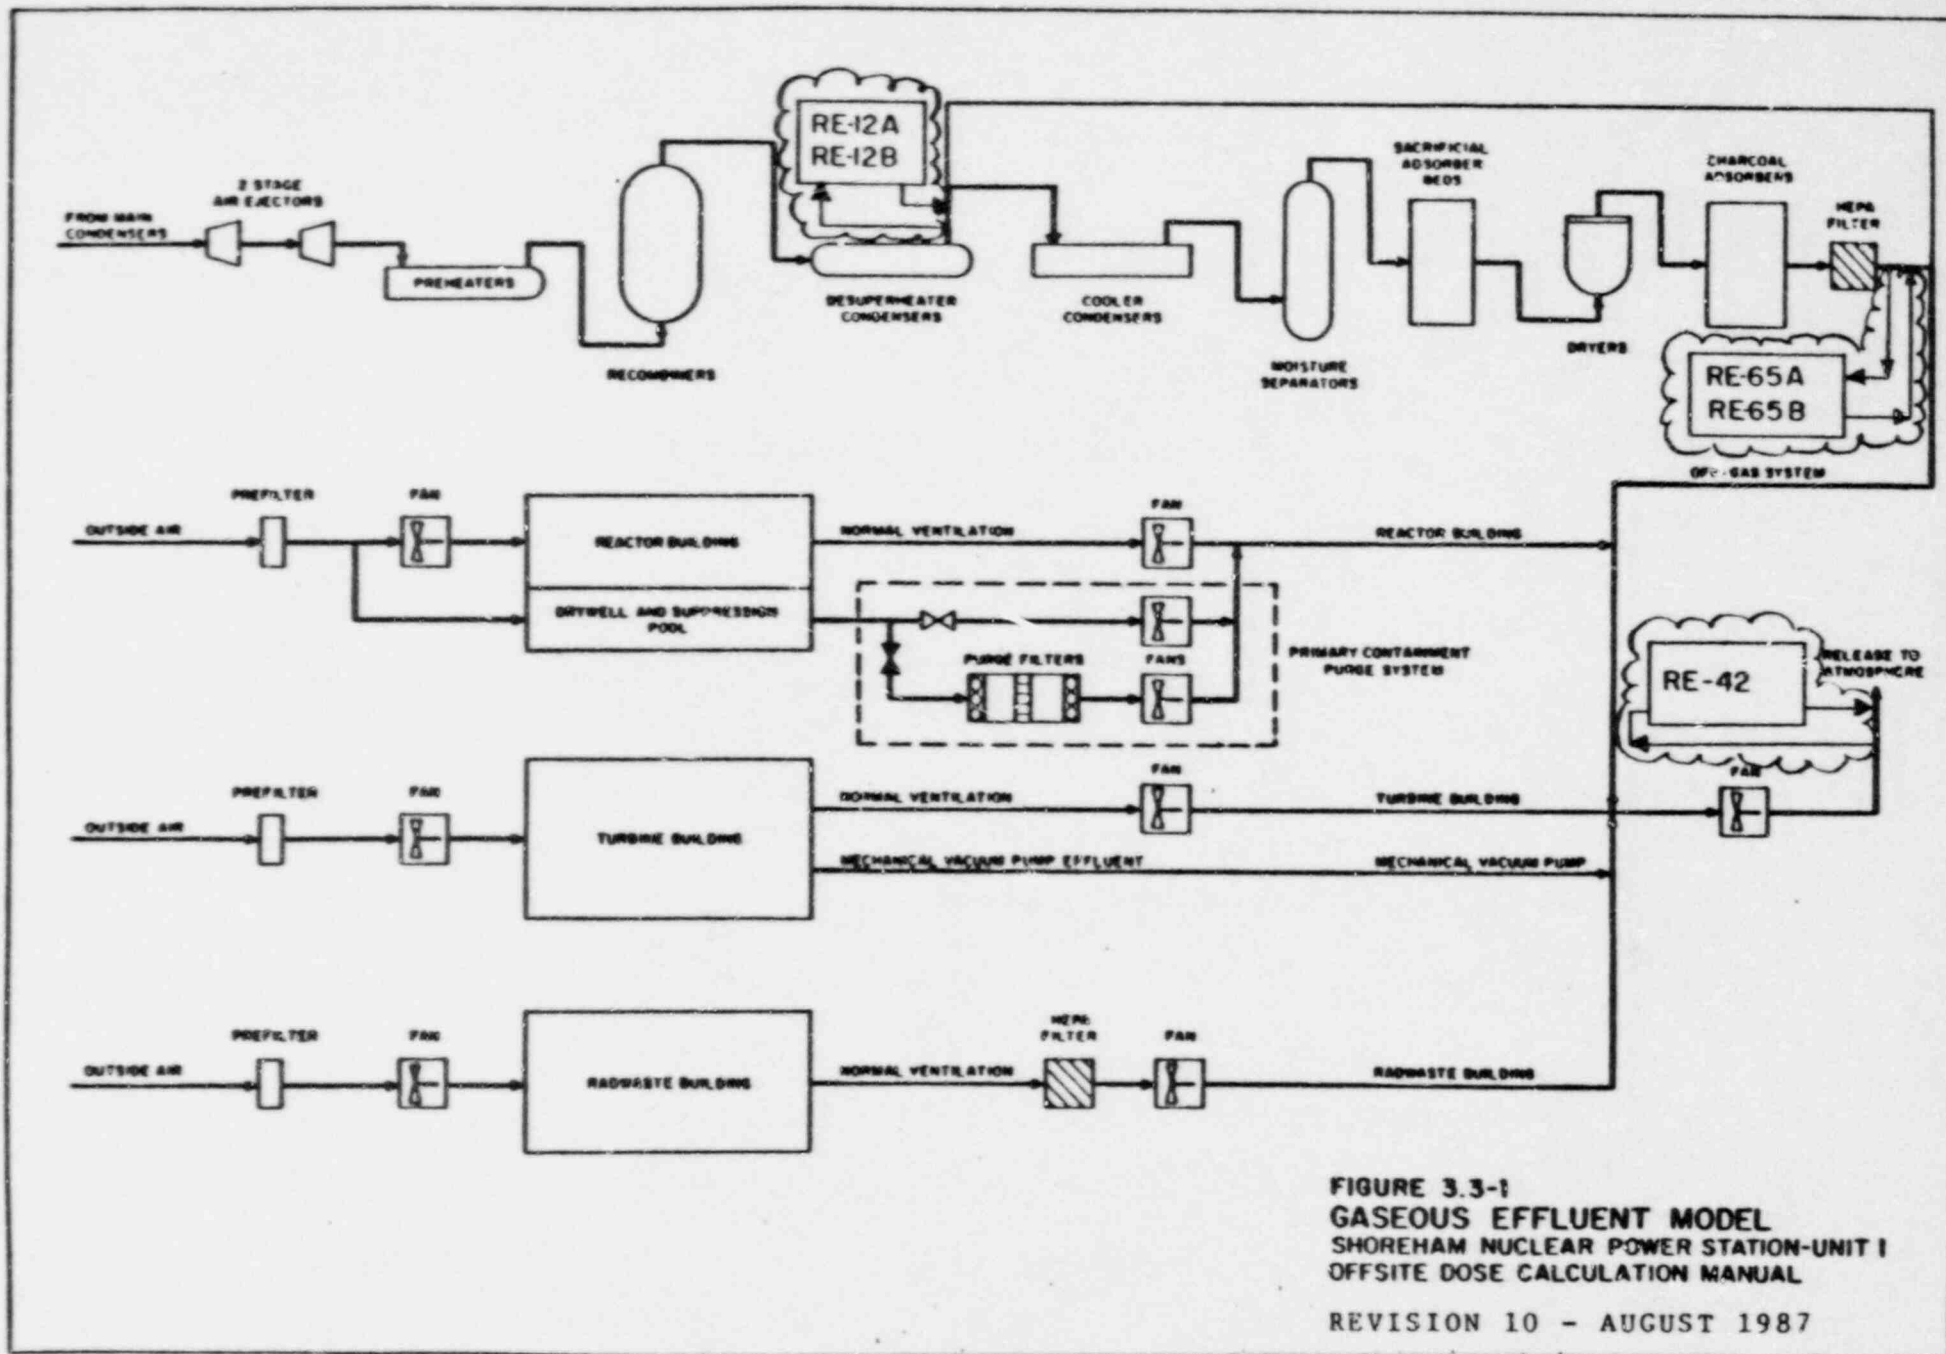 RE-12A
RE-12B
2 STAGE
AIR EJECTORS
FROM MAIN
CONDENSERS
PREHEATERS
RECOMBINERS
DESUPERHEATER
CONDENSERS
COOLER
CONDENSERS
MOISTURE
SEPARATORS
SACRIFICIAL
ADSORBER
BEDS
DRYERS
CHARCOAL
ADSORBERS
HEPA
FILTER
RE-65A
RE-65B
OFF-GAS SYSTEM
OUTSIDE AIR
PREFILTER
FAN
REACTOR BUILDING
DRYWELL AND SUPPRESSION
POOL
NORMAL VENTILATION
FAN
REACTOR BUILDING
PURGE FILTERS
FANS
PRIMARY CONTAINMENT
PURGE SYSTEM
RE-42
RELEASE TO
ATMOSPHERE
OUTSIDE AIR
PREFILTER
FAN
TURBINE BUILDING
NORMAL VENTILATION
FAN
TURBINE BUILDING
FAN
MECHANICAL VACUUM PUMP EFFLUENT
MECHANICAL VACUUM PUMP
OUTSIDE AIR
PREFILTER
FAN
RADWASTE BUILDING
NORMAL VENTILATION
HEPA
FILTER
FAN
RADWASTE BUILDING
FIGURE 3.3-1
GASEOUS EFFLUENT MODEL
SHOREHAM NUCLEAR POWER STATION-UNIT 1
OFFSITE DOSE CALCULATION MANUAL
REVISION 10 - AUGUST 1987